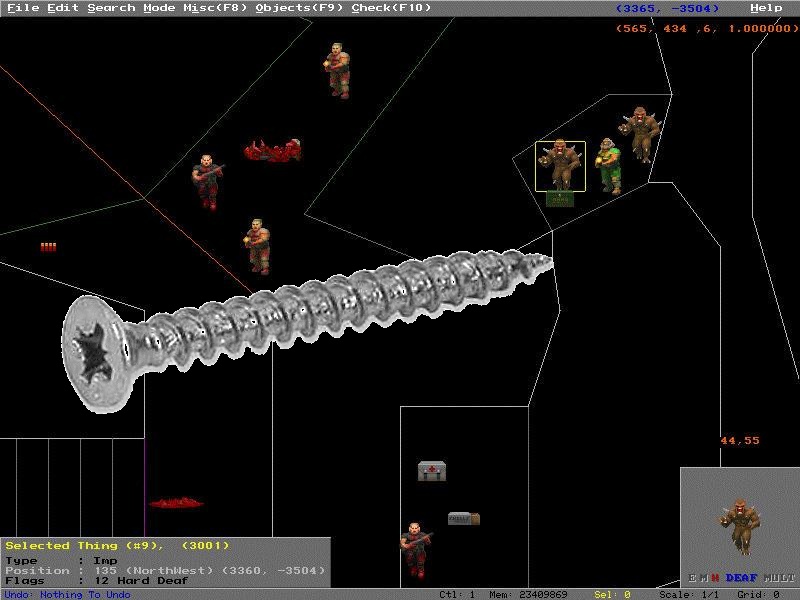 File Edit Search Mode Misc(F8) Objects(F9) Check(F10) (3365, -3504) Help
(565, 434 ,6, 1.000000)
44,55
Selected Thing (#9), (3001)
Type : Imp
Position : 135 (NorthWest) (3360, -3504)
Flags : 12 Hard Deaf
E M H DEAF MULT
Undo: Nothing To Undo Ctl: 1 Mem: 23409869 Sel: 0 Scale: 1/1 Grid: 0